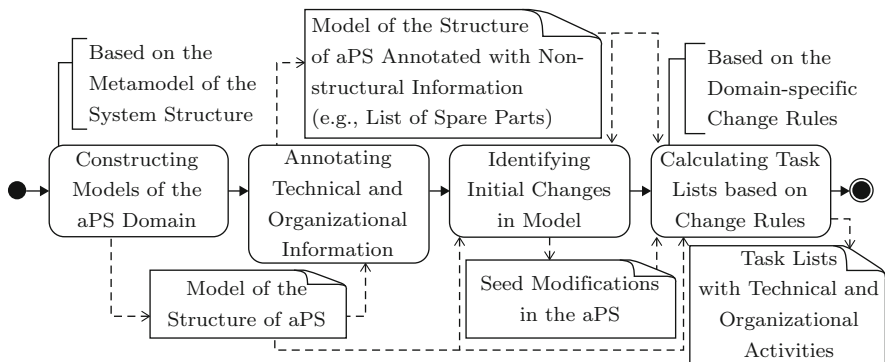 Based on the
Metamodel of the
System Structure
Model of the Structure
of aPS Annotated with Non-
structural Information
(e.g., List of Spare Parts)
Based on the
Domain-specific
Change Rules
Constructing
Models of the
aPS Domain
Annotating
Technical and
Organizational
Information
Identifying
Initial Changes
in Model
Calculating Task
Lists based on
Change Rules
Model of the
Structure of aPS
Seed Modifications
in the aPS
Task Lists
with Technical and
Organizational
Activities